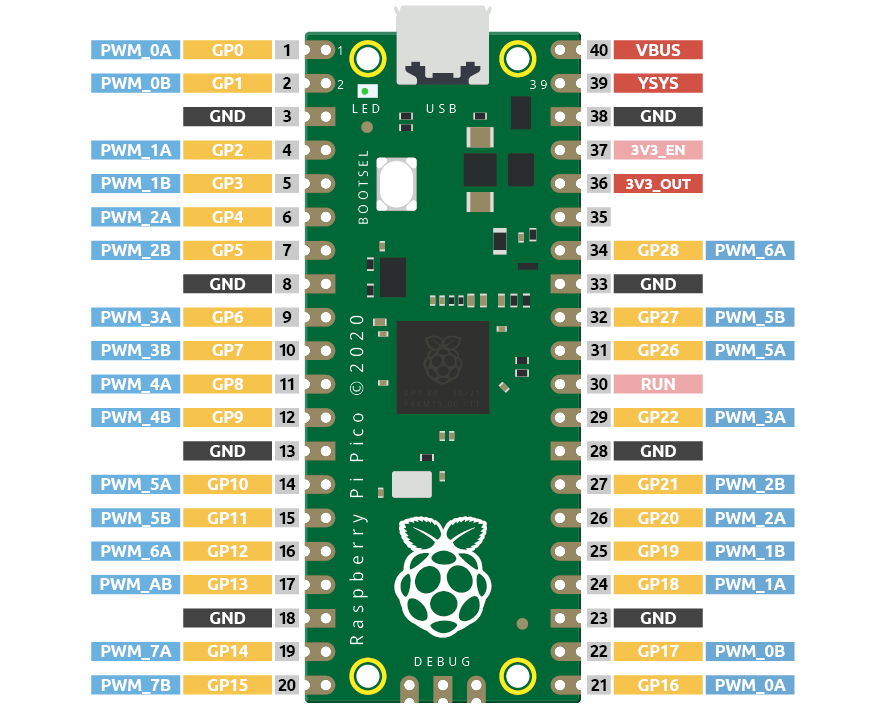 PWM_0A GP0 1 1 40 VBUS
PWM_0B GP1 2 2 39 39 YSYS
LED USB
GND 3 38 GND
PWM_1A GP2 4 37 3V3_EN
PWM_1B GP3 5 BOOTSEL 36 3V3_OUT
PWM_2A GP4 6 35
PWM_2B GP5 7 34 GP28 PWM_6A
GND 8 33 GND
PWM_3A GP6 9 32 GP27 PWM_5B
PWM_3B GP7 10 31 GP26 PWM_5A
PWM_4A GP8 11 30 RUN
PWM_4B GP9 12 29 GP22 PWM_3A
GND 13 28 GND
PWM_5A GP10 14 27 GP21 PWM_2B
PWM_5B GP11 15 26 GP20 PWM_2A
PWM_6A GP12 16 25 GP19 PWM_1B
PWM_AB GP13 17 24 GP18 PWM_1A
GND 18 23 GND
PWM_7A GP14 19 22 GP17 PWM_0B
PWM_7B GP15 20 21 GP16 PWM_0A
Raspberry Pi Pico © 2020
DEBUG